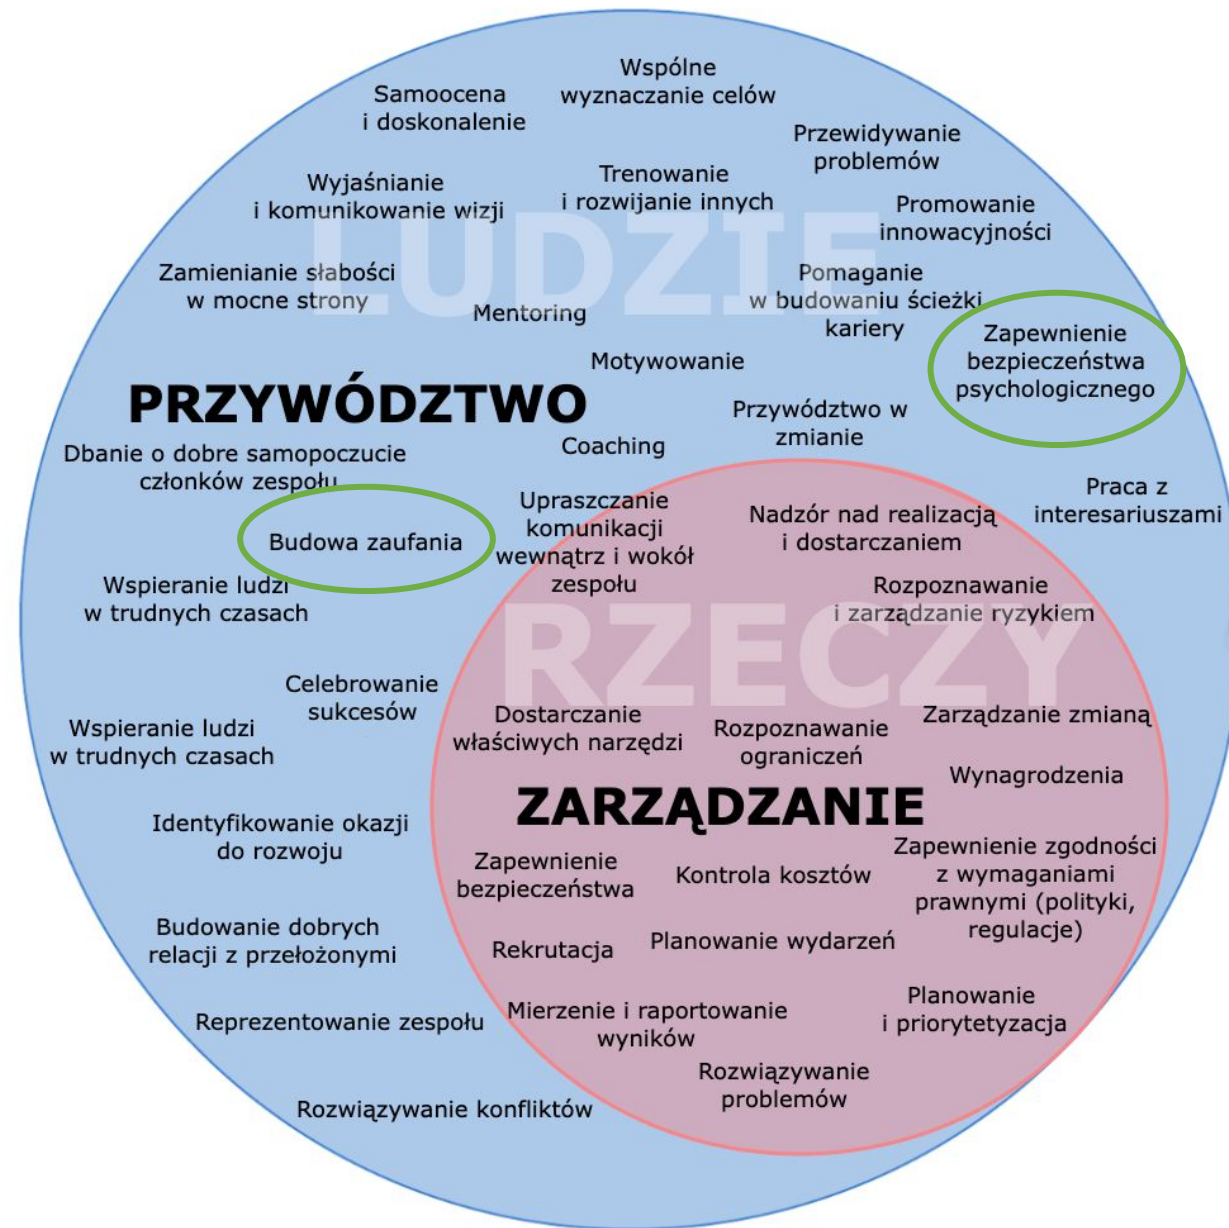 Wspólne
wyznaczanie celów
Samoocena
i doskonalenie
Przewidywanie
problemów
Trenowanie
i rozwijanie innych
Wyjaśnianie
i komunikowanie wizji
Promowanie
innowacyjności
LUDZIE
Zamienianie słabości
w mocne strony
Mentoring
Pomaganie
w budowaniu ścieżki
kariery
Zapewnienie
bezpieczeństwa
psychologicznego
Motywowanie
PRZYWÓDZTWO
Przywództwo w
zmianie
Dbanie o dobre samopoczucie
członków zespołu
Coaching
Praca z
interesariuszami
Upraszczanie
komunikacji
wewnątrz i wokół
zespołu
Nadzór nad realizacją
i dostarczaniem
Budowa zaufania
Wspieranie ludzi
w trudnych czasach
Rozpoznawanie
i zarządzanie ryzykiem
RZECZY
Celebrowanie
sukcesów
Dostarczanie
właściwych narzędzi
Rozpoznawanie
ograniczeń
Zarządzanie zmianą
Wspieranie ludzi
w trudnych czasach
Wynagrodzenia
ZARZĄDZANIE
Identyfikowanie okazji
do rozwoju
Zapewnienie
bezpieczeństwa
Kontrola kosztów
Zapewnienie zgodności
z wymaganiami
prawnymi (polityki,
regulacje)
Budowanie dobrych
relacji z przełożonymi
Rekrutacja
Planowanie wydarzeń
Reprezentowanie zespołu
Mierzenie i raportowanie
wyników
Planowanie
i priorytetyzacja
Rozwiązywanie
problemów
Rozwiązywanie konfliktów